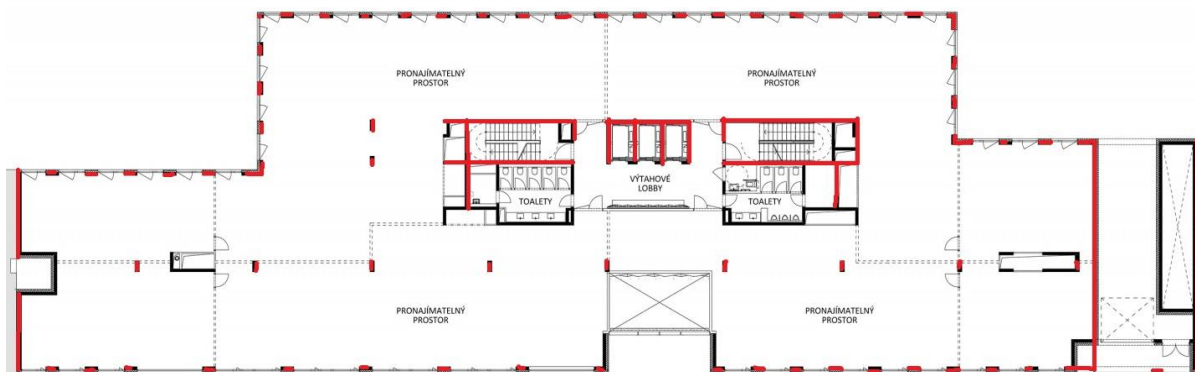 PRONAJÍMATELNÝ
PROSTOR
PRONAJÍMATELNÝ
PROSTOR
VÝTAHOVÉ
LOBBY
TOALETY
TOALETY
PRONAJÍMATELNÝ
PROSTOR
PRONAJÍMATELNÝ
PROSTOR